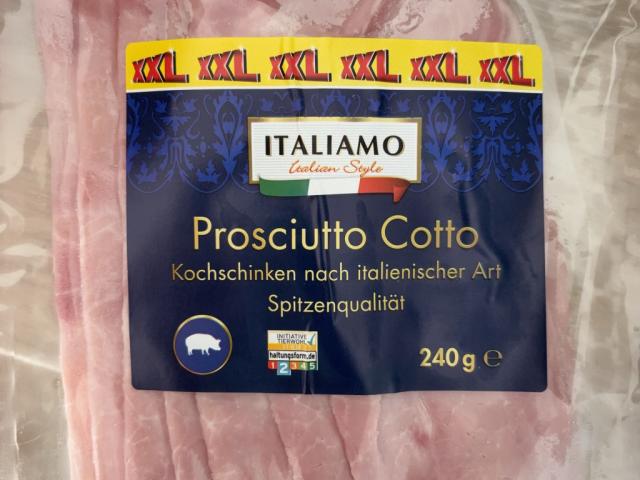 XXL XXL XXL XXL XXL XXL
ITALIAMO
Italian Style
Prosciutto Cotto
Kochschinken nach italienischer Art
Spitzenqualität
INITIATIVE
TIERWOHL
haltungsform.de
1 2 3 4 5
240 g e